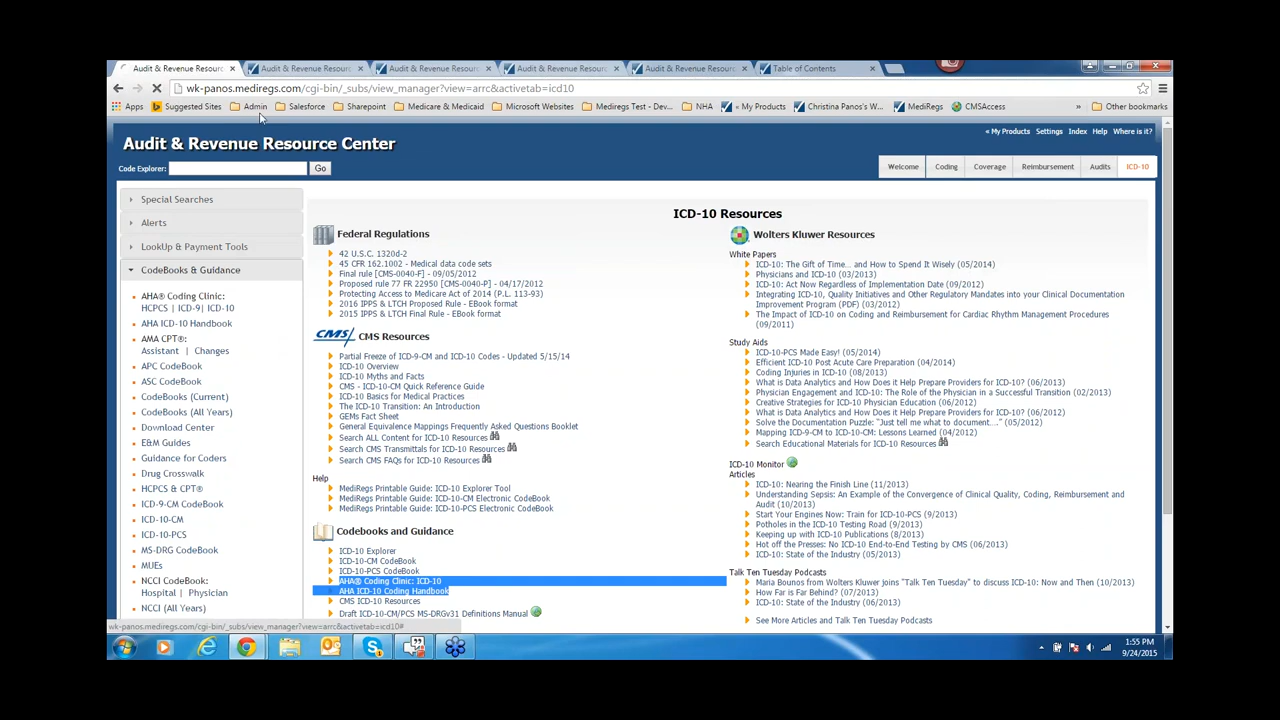 Audit & Revenue Resourc
Audit & Revenue Resourc
Audit & Revenue Resourc
Audit & Revenue Resourc
Audit & Revenue Resourc
Table of Contents
wk-panos.mediregs.com/cgi-bin/_subs/view_manager?view=arrc&activetab=icd10
Apps Suggested Sites Admin Salesforce Sharepoint Medicare & Medicaid Microsoft Websites Mediregs Test - Dev... NHA « My Products Christina Panos's W... MediRegs CMSAccess » Other bookmarks
Audit & Revenue Resource Center
« My Products Settings Index Help Where is it?
Code Explorer: Go
Welcome Coding Coverage Reimbursement Audits ICD-10
Special Searches
Alerts
LookUp & Payment Tools
CodeBooks & Guidance
AHA® Coding Clinic:
HCPCS | ICD-9| ICD-10
AHA ICD-10 Handbook
AMA CPT®:
Assistant | Changes
APC CodeBook
ASC CodeBook
CodeBooks (Current)
CodeBooks (All Years)
Download Center
E&M Guides
Guidance for Coders
Drug Crosswalk
HCPCS & CPT®
ICD-9-CM CodeBook
ICD-10-CM
ICD-10-PCS
MS-DRG CodeBook
MUEs
NCCI CodeBook:
Hospital | Physician
NCCI (All Years)
ICD-10 Resources
Federal Regulations
42 U.S.C. 1320d-2
45 CFR 162.1002 - Medical data code sets
Final rule [CMS-0040-F] - 09/05/2012
Proposed rule 77 FR 22950 [CMS-0040-P] - 04/17/2012
Protecting Access to Medicare Act of 2014 (P.L. 113-93)
2016 IPPS & LTCH Proposed Rule - EBook format
2015 IPPS & LTCH Final Rule - EBook format
CMS CMS Resources
Partial Freeze of ICD-9-CM and ICD-10 Codes - Updated 5/15/14
ICD-10 Overview
ICD-10 Myths and Facts
CMS - ICD-10-CM Quick Reference Guide
ICD-10 Basics for Medical Practices
The ICD-10 Transition: An Introduction
GEMs Fact Sheet
General Equivalence Mappings Frequently Asked Questions Booklet
Search ALL Content for ICD-10 Resources
Search CMS Transmittals for ICD-10 Resources
Search CMS FAQs for ICD-10 Resources
Help
MediRegs Printable Guide: ICD-10 Explorer Tool
MediRegs Printable Guide: ICD-10-CM Electronic CodeBook
MediRegs Printable Guide: ICD-10-PCS Electronic CodeBook
Codebooks and Guidance
ICD-10 Explorer
ICD-10-CM CodeBook
ICD-10-PCS CodeBook
AHA® Coding Clinic: ICD-10
AHA ICD-10 Coding Handbook
CMS ICD-10 Resources
Draft ICD-10-CM/PCS MS-DRGv31 Definitions Manual
Wolters Kluwer Resources
White Papers
ICD-10: The Gift of Time... and How to Spend It Wisely (05/2014)
Physicians and ICD-10 (03/2013)
ICD-10: Act Now Regardless of Implementation Date (09/2012)
Integrating ICD-10, Quality Initiatives and Other Regulatory Mandates into your Clinical Documentation
Improvement Program (PDF) (03/2012)
The Impact of ICD-10 on Coding and Reimbursement for Cardiac Rhythm Management Procedures
(09/2011)
Study Aids
ICD-10-PCS Made Easy! (05/2014)
Efficient ICD-10 Post Acute Care Preparation (04/2014)
Coding Injuries in ICD-10 (08/2013)
What is Data Analytics and How Does it Help Prepare Providers for ICD-10? (06/2013)
Physician Engagement and ICD-10: The Role of the Physician in a Successful Transition (02/2013)
Creative Strategies for ICD-10 Physician Education (06/2012)
What is Data Analytics and How Does it Help Prepare Providers for ICD-10? (06/2012)
Solve the Documentation Puzzle: "Just tell me what to document...." (05/2012)
Mapping ICD-9-CM to ICD-10-CM: Lessons Learned (04/2012)
Search Educational Materials for ICD-10 Resources
ICD-10 Monitor
Articles
ICD-10: Nearing the Finish Line (11/2013)
Understanding Sepsis: An Example of the Convergence of Clinical Quality, Coding, Reimbursement and
Audit (10/2013)
Start Your Engines Now: Train for ICD-10-PCS (9/2013)
Potholes in the ICD-10 Testing Road (9/2013)
Keeping up with ICD-10 Publications (8/2013)
Hot off the Presses: No ICD-10 End-to-End Testing by CMS (06/2013)
ICD-10: State of the Industry (05/2013)
Talk Ten Tuesday Podcasts
Maria Bounos from Wolters Kluwer joins "Talk Ten Tuesday" to discuss ICD-10: Now and Then (10/2013)
How Far is Far Behind? (07/2013)
ICD-10: State of the Industry (06/2013)
See More Articles and Talk Ten Tuesday Podcasts
wk-panos.mediregs.com/cgi-bin/_subs/view_manager?view=arrc&activetab=icd10#
1:55 PM
9/24/2015